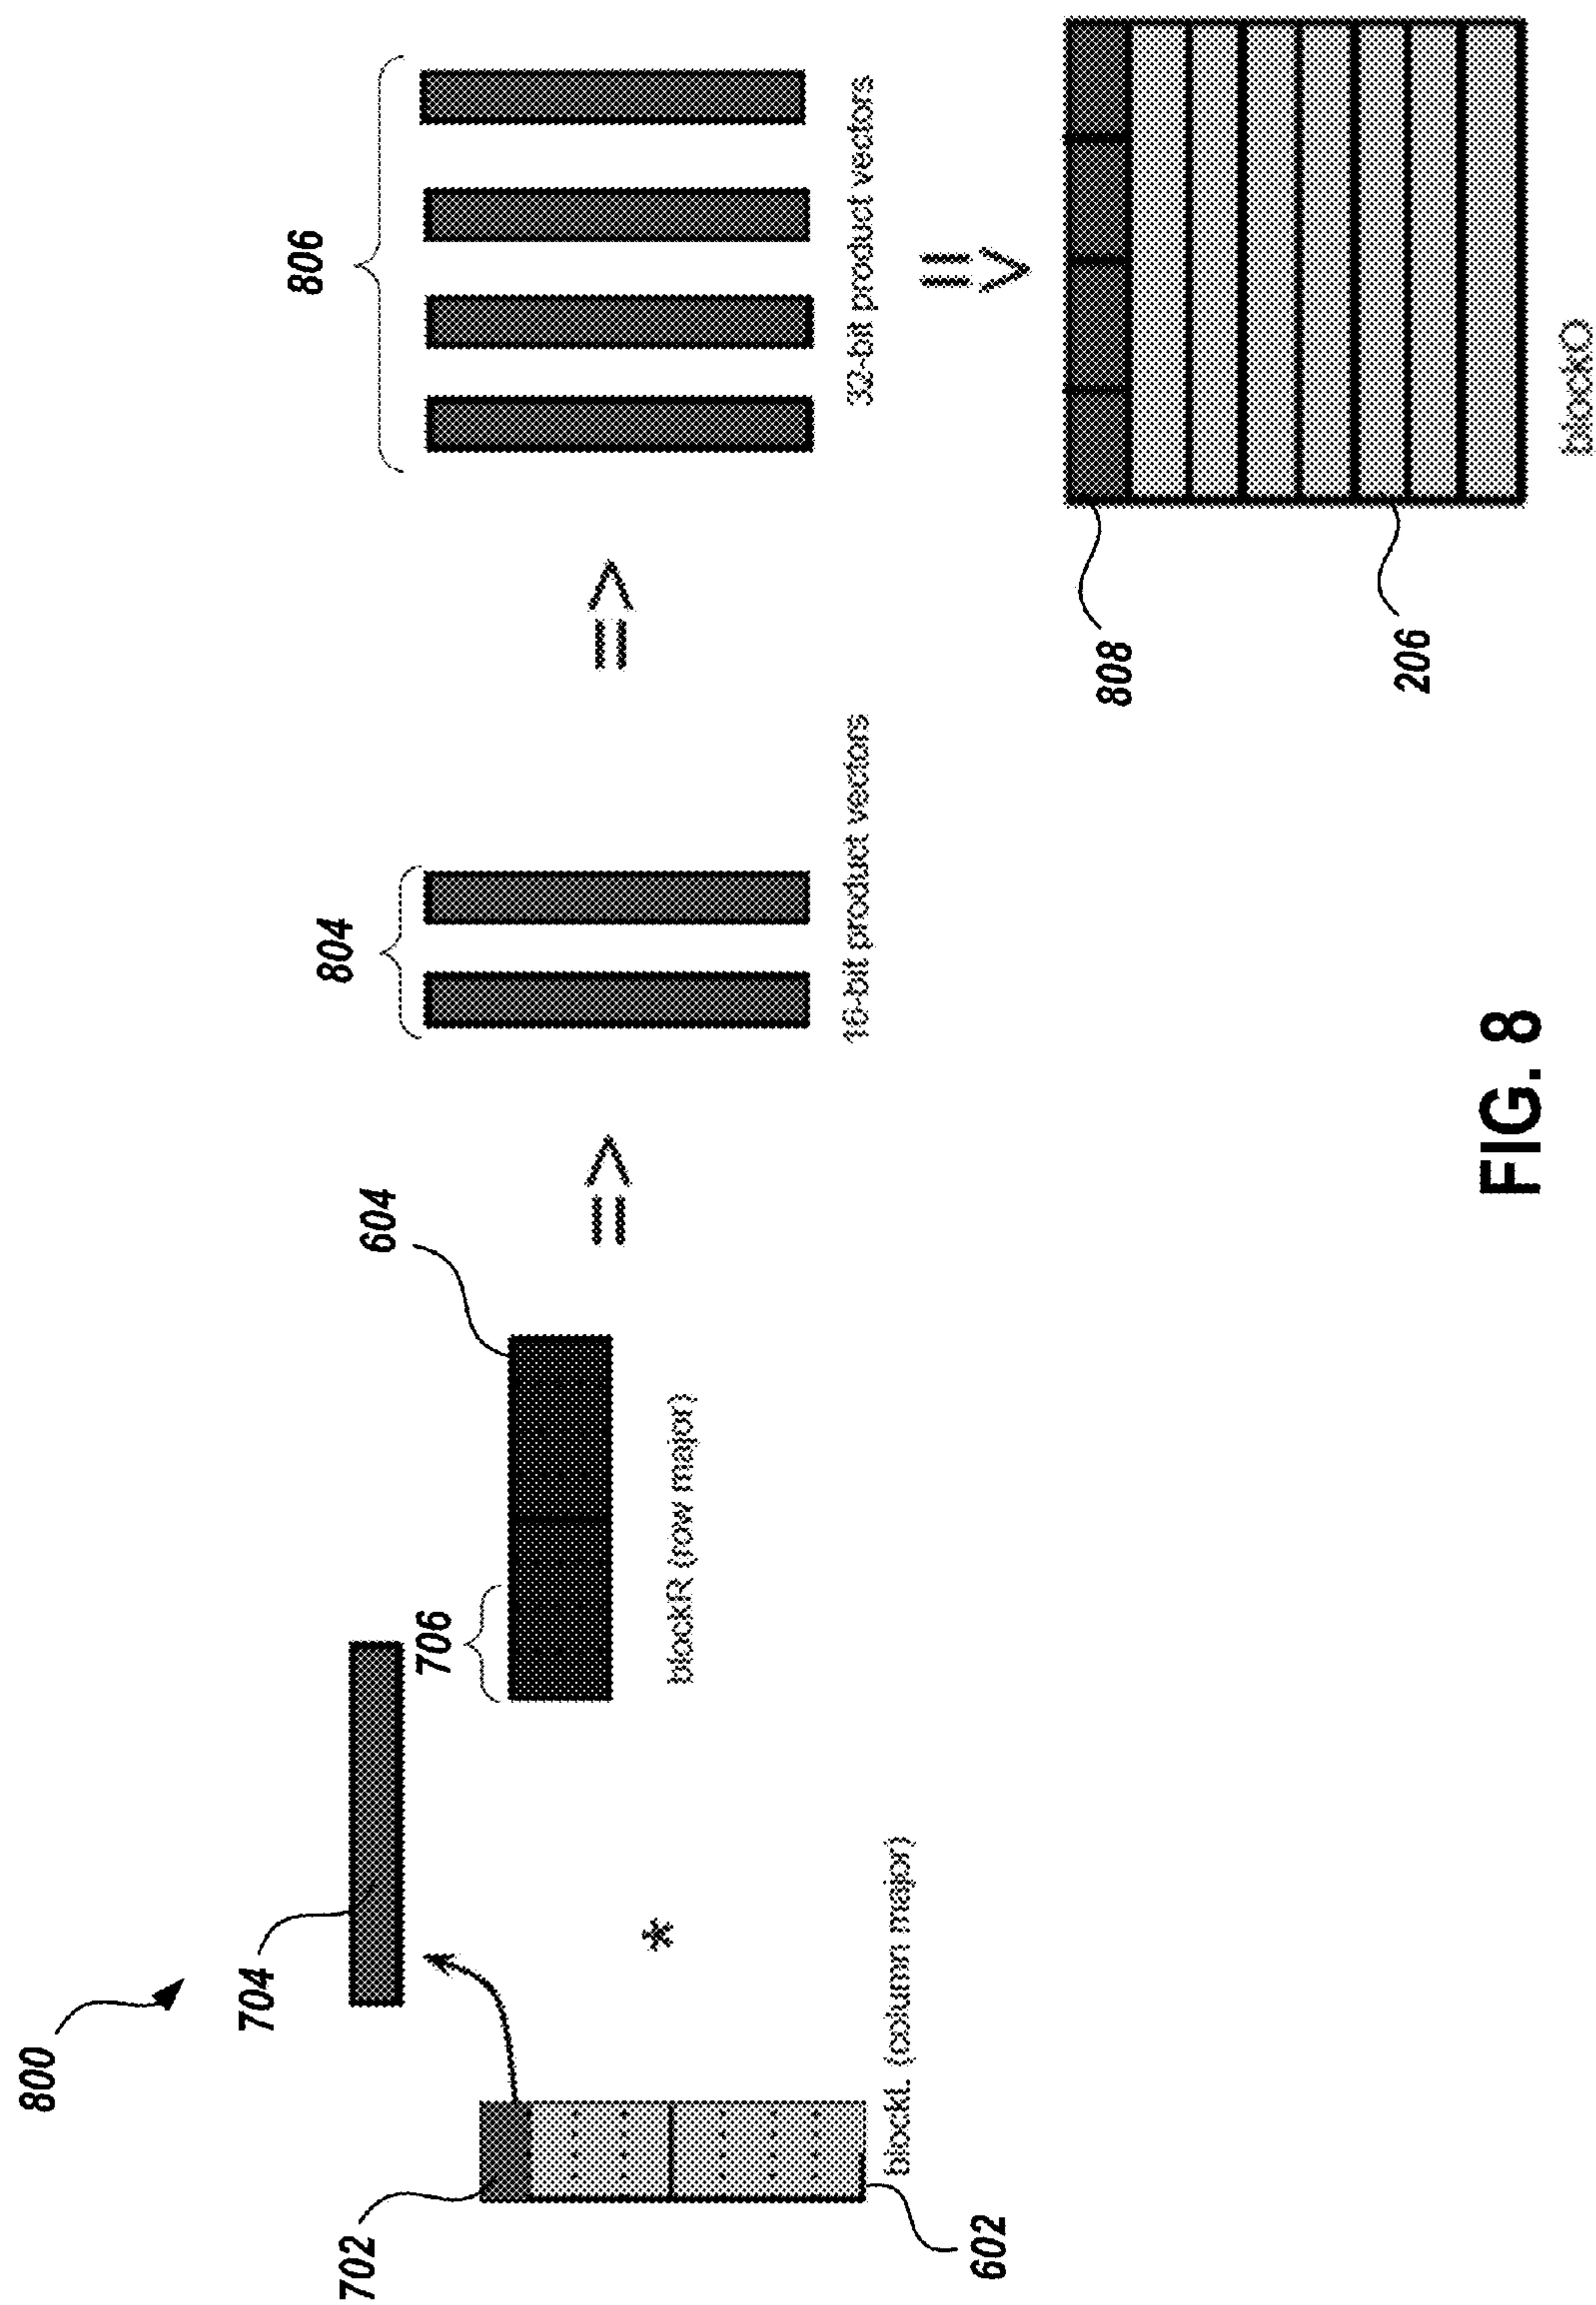 800
704
806
804
702
604
706
*
blockR (row major)
blockL (column major)
16-bit product vectors
32-bit product vectors
602
808
206
FIG. 8
blockO